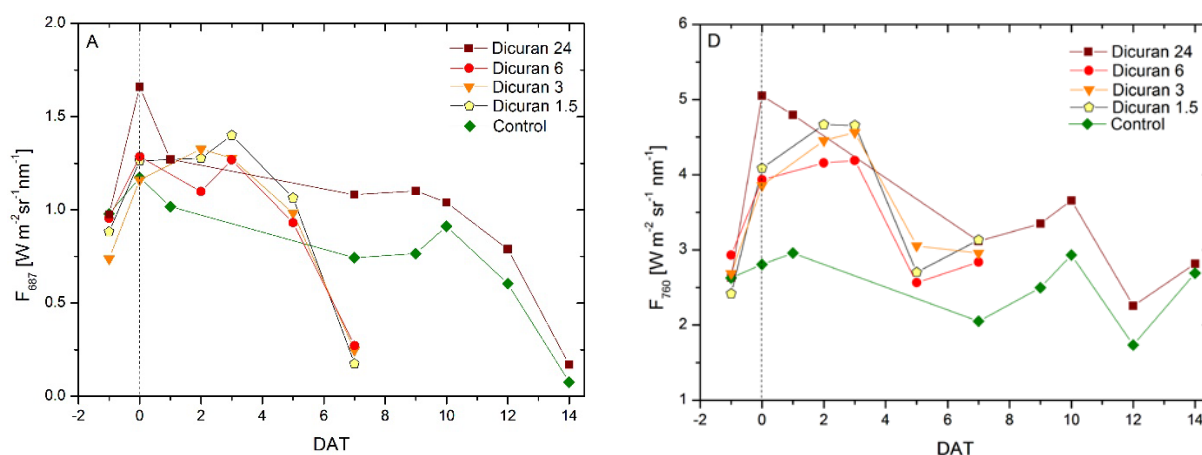 A
2.0
1.5
1.0
0.5
0.0
F687 [W m-2 sr-1 nm-1]
-2 0 2 4 6 8 10 12 14
DAT
Dicuran 24
Dicuran 6
Dicuran 3
Dicuran 1.5
Control
D
6
5
4
3
2
1
F760 [W m-2 sr-1 nm-1]
-2 0 2 4 6 8 10 12 14
DAT
Dicuran 24
Dicuran 6
Dicuran 3
Dicuran 1.5
Control